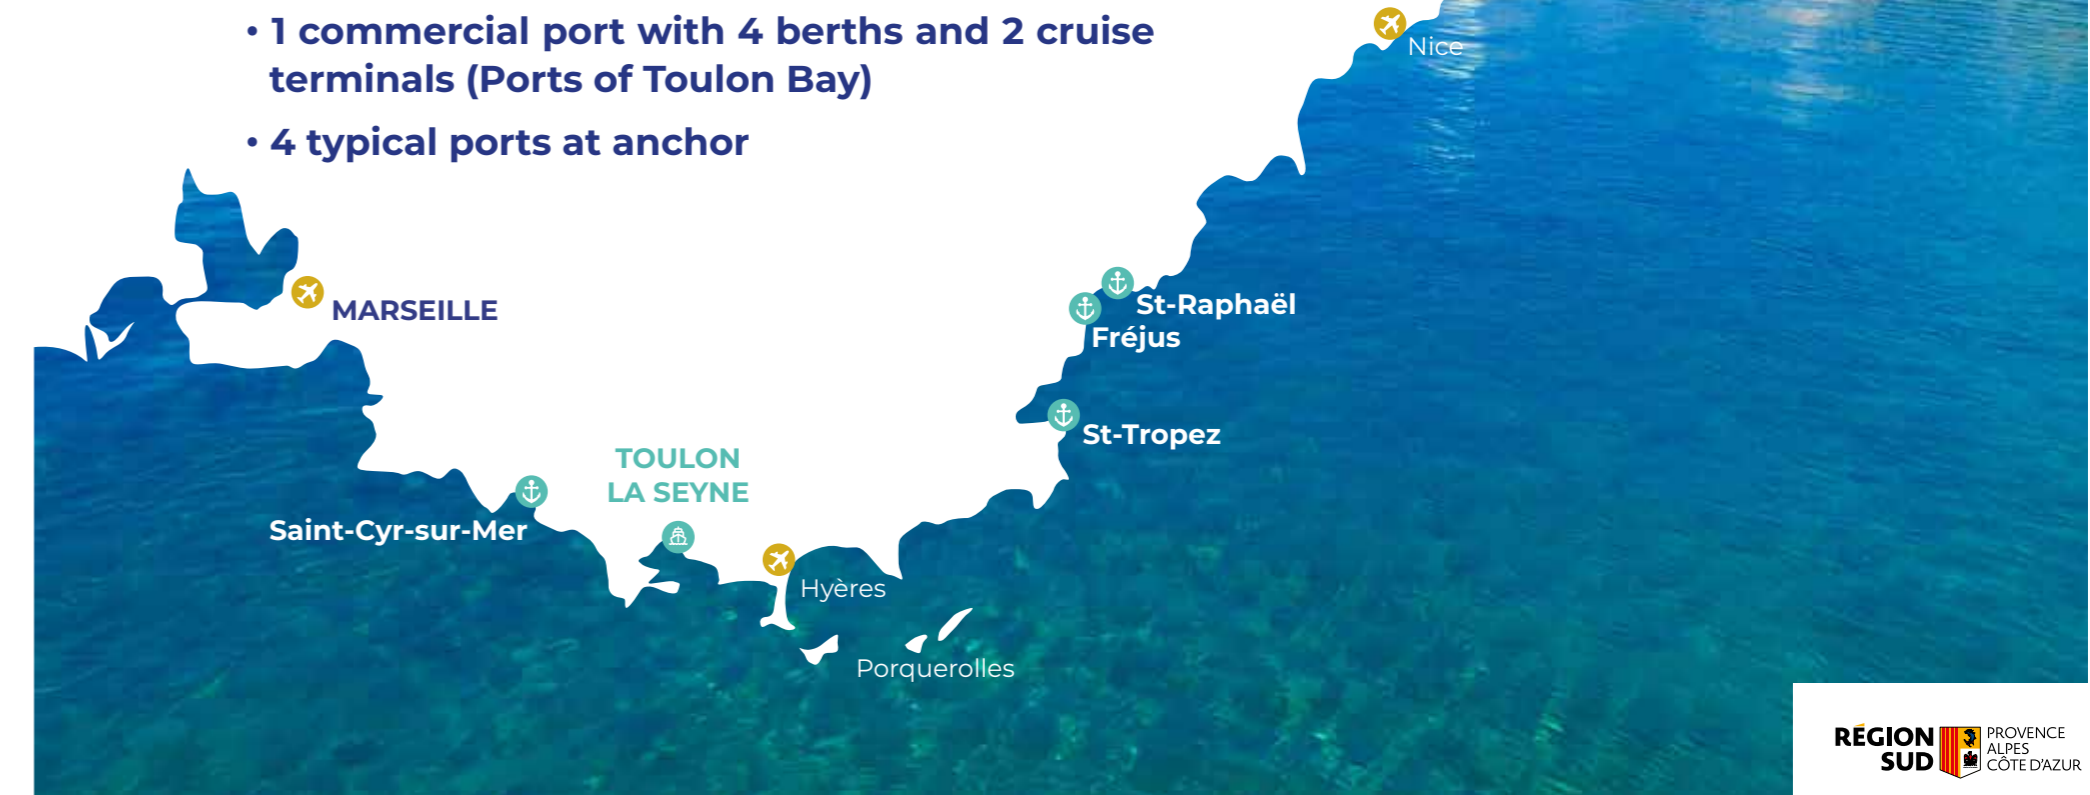 • 1 commercial port with 4 berths and 2 cruise
terminals (Ports of Toulon Bay)
• 4 typical ports at anchor
Nice
MARSEILLE
St-Raphaël
Fréjus
St-Tropez
TOULON
LA SEYNE
Saint-Cyr-sur-Mer
Hyères
Porquerolles
RÉGION
SUD
PROVENCE
ALPES
CÔTE D'AZUR